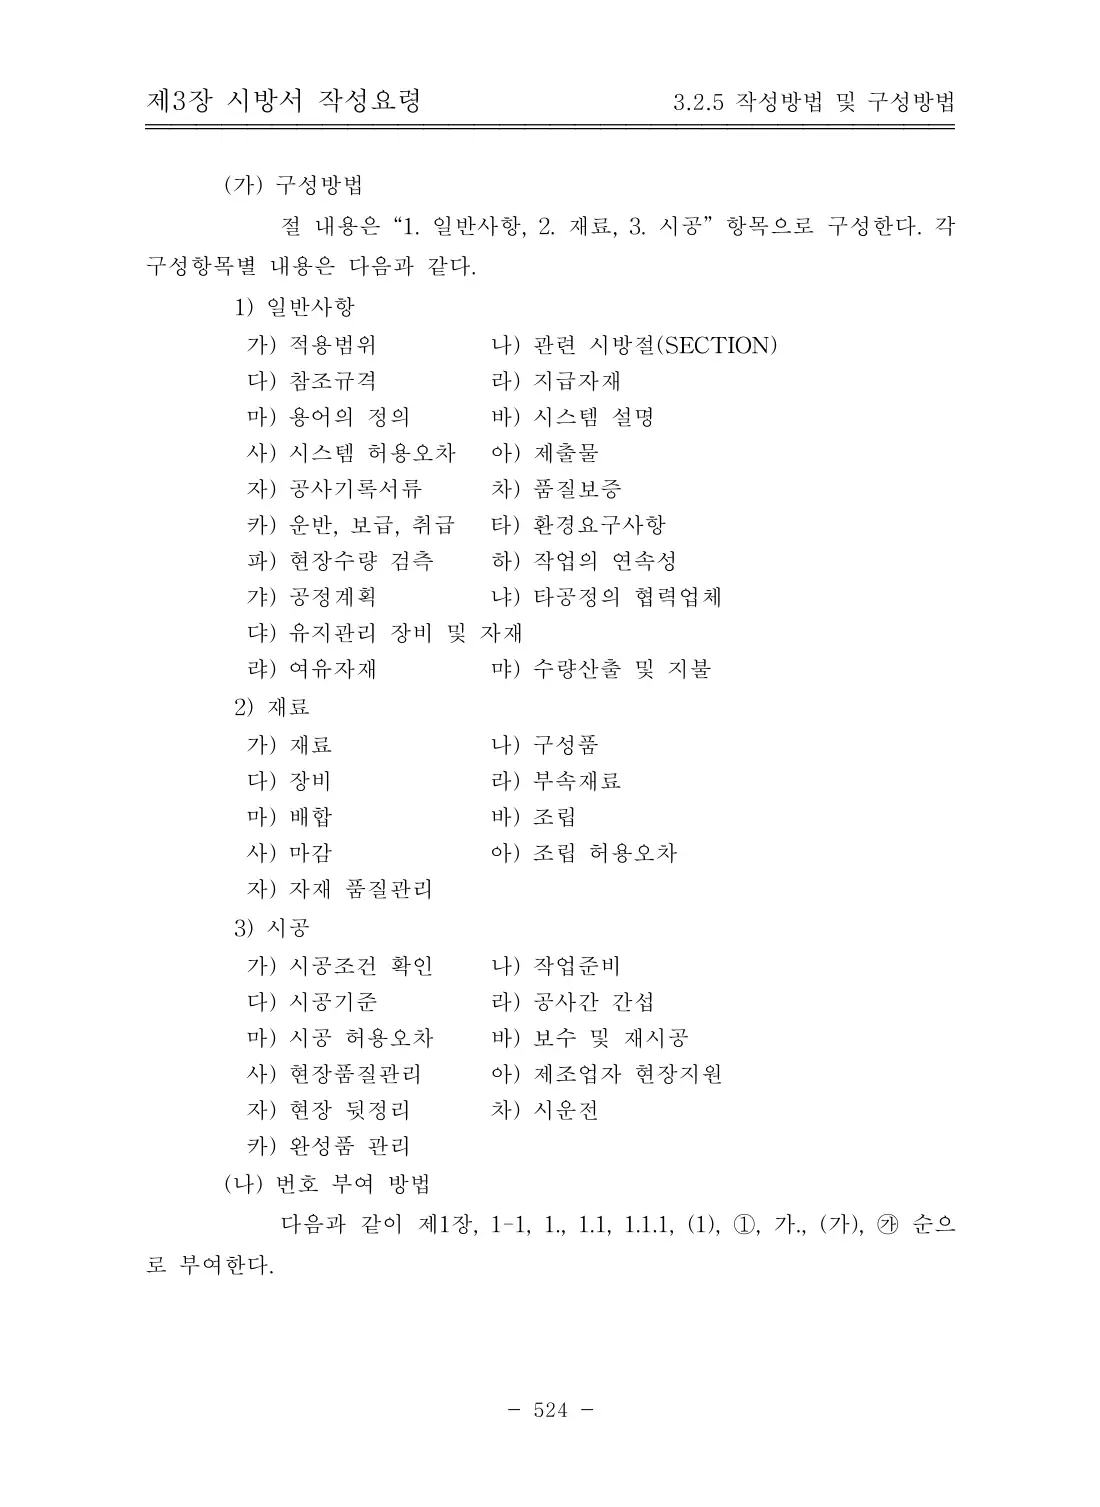 제3장 시방서 작성요령 3.2.5 작성방법 및 구성방법
(가) 구성방법
절 내용은 “1. 일반사항, 2. 재료, 3. 시공” 항목으로 구성한다. 각
구성항목별 내용은 다음과 같다.
1) 일반사항
가) 적용범위 나) 관련 시방절(SECTION)
다) 참조규격 라) 지급자재
마) 용어의 정의 바) 시스템 설명
사) 시스템 허용오차 아) 제출물
자) 공사기록서류 차) 품질보증
카) 운반, 보급, 취급 타) 환경요구사항
파) 현장수량 검측 하) 작업의 연속성
갸) 공정계획 냐) 타공정의 협력업체
댜) 유지관리 장비 및 자재
랴) 여유자재 먀) 수량산출 및 지불
2) 재료
가) 재료 나) 구성품
다) 장비 라) 부속재료
마) 배합 바) 조립
사) 마감 아) 조립 허용오차
자) 자재 품질관리
3) 시공
가) 시공조건 확인 나) 작업준비
다) 시공기준 라) 공사간 간섭
마) 시공 허용오차 바) 보수 및 재시공
사) 현장품질관리 아) 제조업자 현장지원
자) 현장 뒷정리 차) 시운전
카) 완성품 관리
(나) 번호 부여 방법
다음과 같이 제1장, 1-1, 1., 1.1, 1.1.1, (1), ①, 가., (가), ㉮ 순으
로 부여한다.
- 524 -